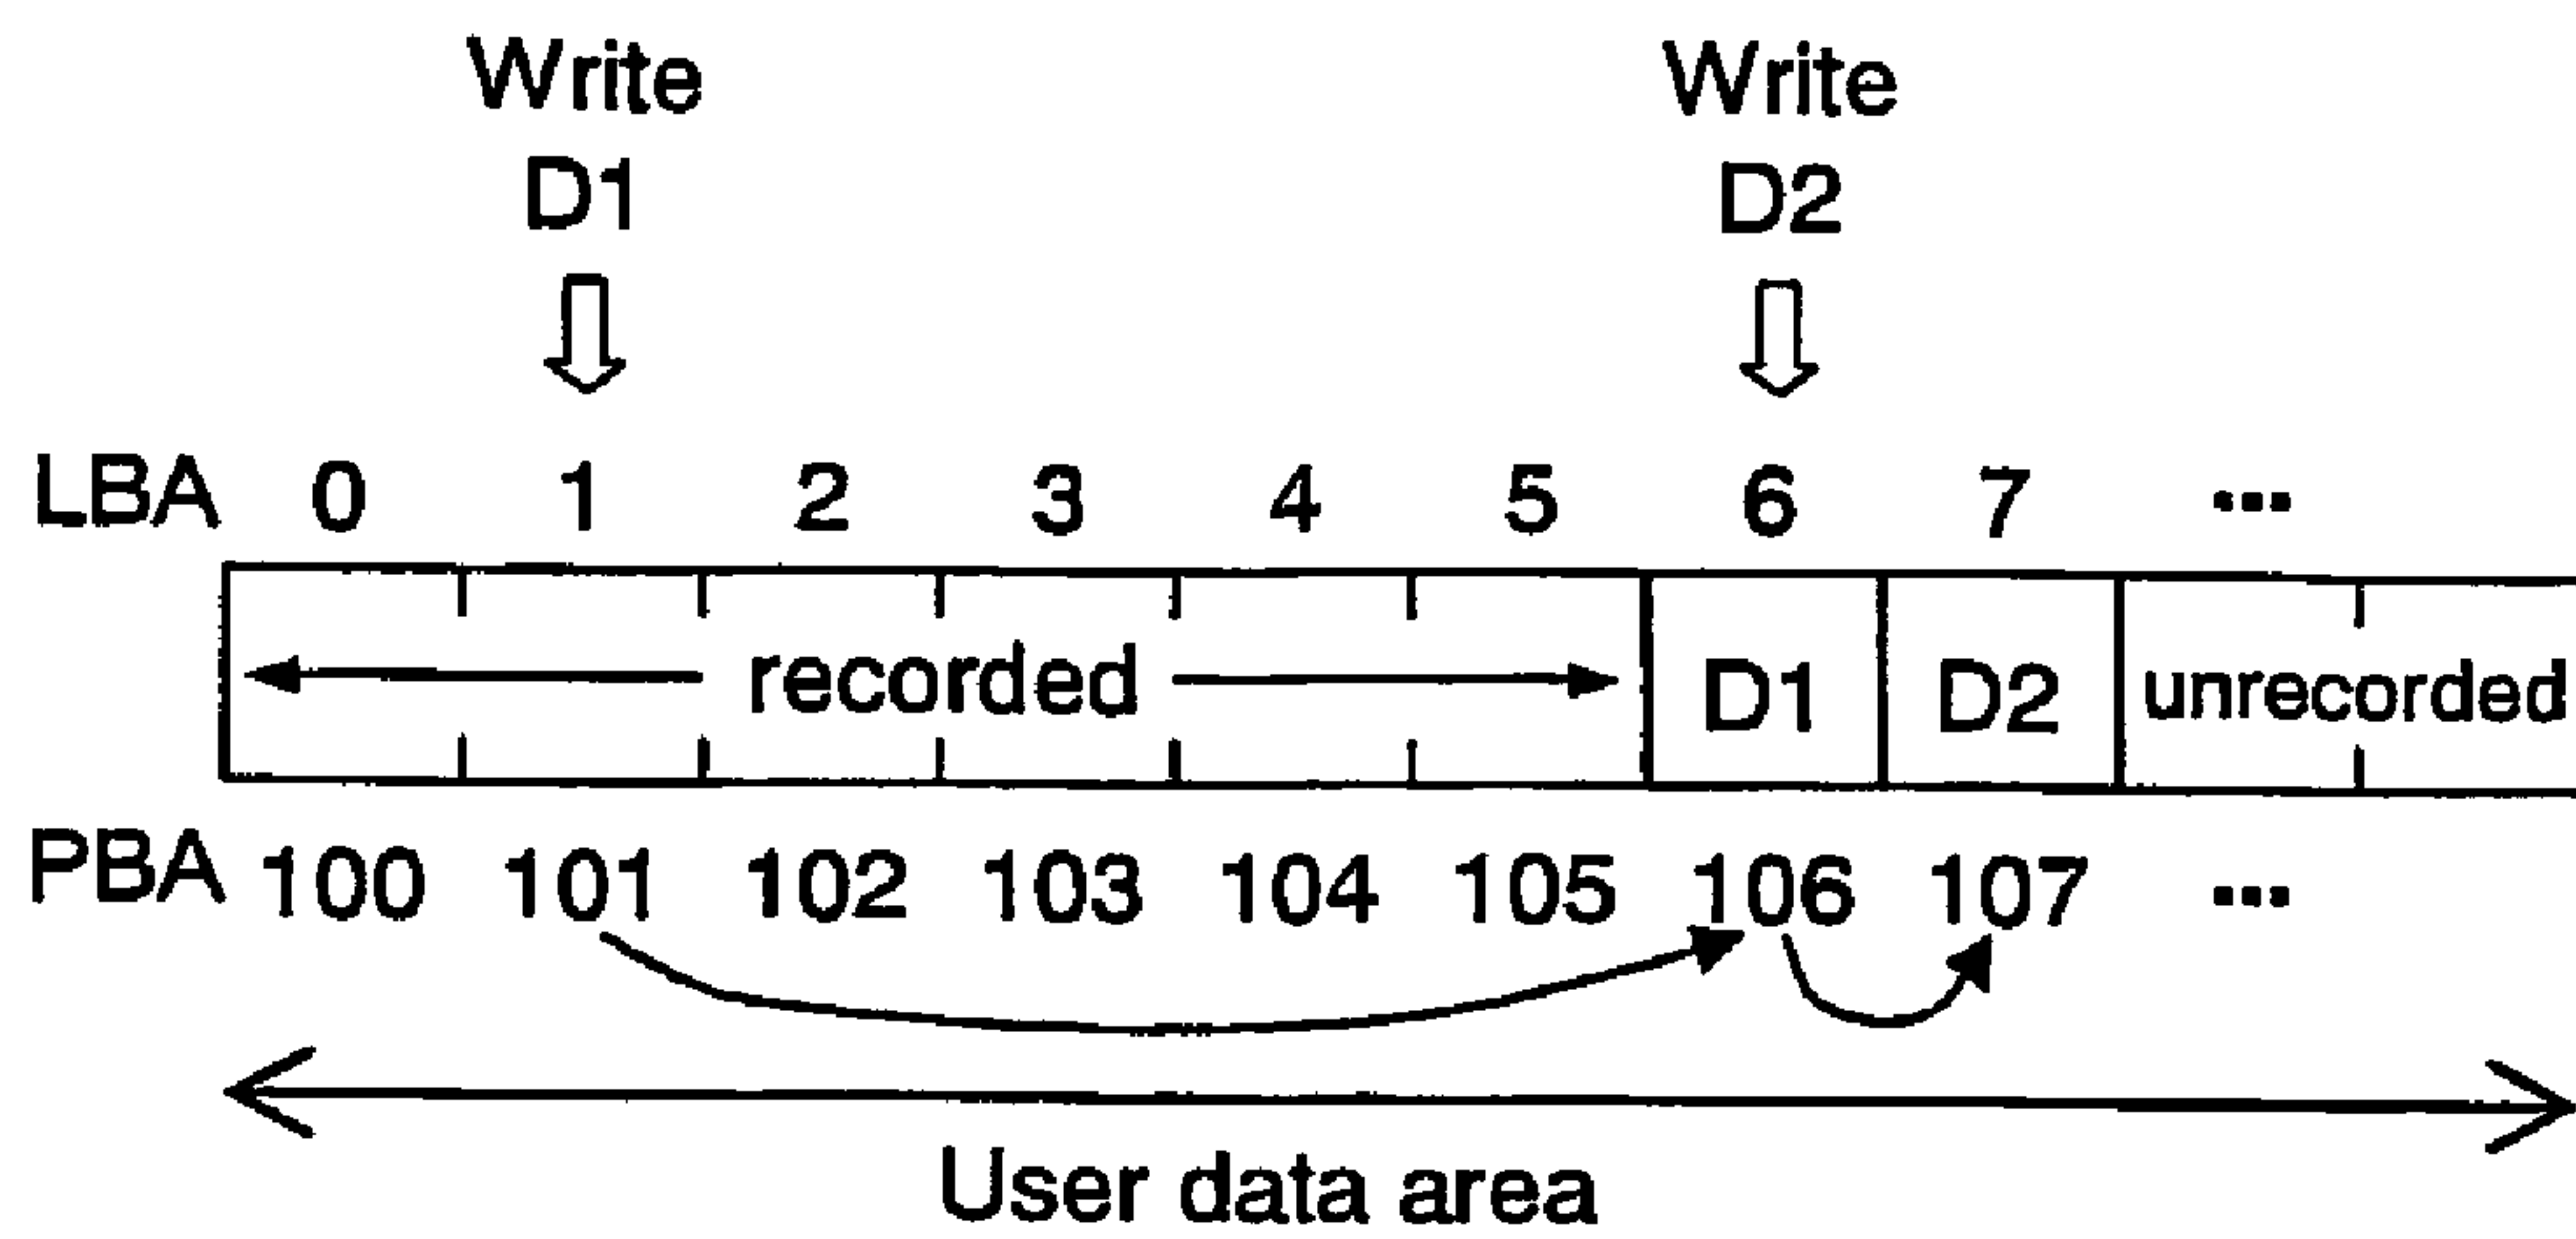 Write Write
D1 D2
LBA 0 1 2 3 4 5 6 7 ...
recorded D1 D2 unrecorded
PBA 100 101 102 103 104 105 106 107 ...
User data area